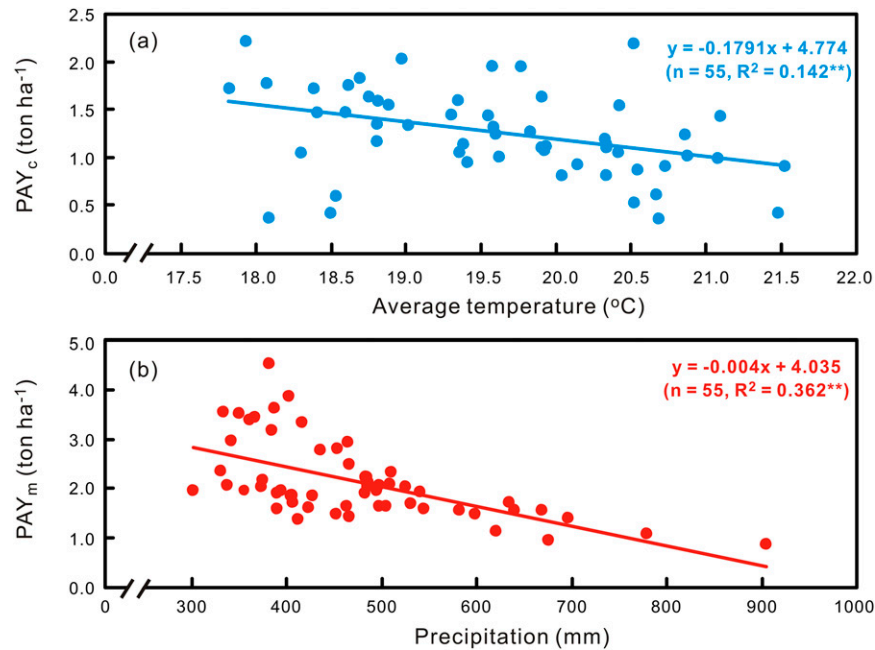 2.5
(a)
y = -0.1791x + 4.774
(n = 55, R² = 0.142**)
2.0
1.5
1.0
0.5
0.0
PAYc (ton ha⁻¹)
0.0 17.5 18.0 18.5 19.0 19.5 20.0 20.5 21.0 21.5 22.0
Average temperature (°C)
5.0
(b)
y = -0.004x + 4.035
(n = 55, R² = 0.362**)
4.0
3.0
2.0
1.0
0.0
PAYm (ton ha⁻¹)
0 300 400 500 600 700 800 900 1000
Precipitation (mm)